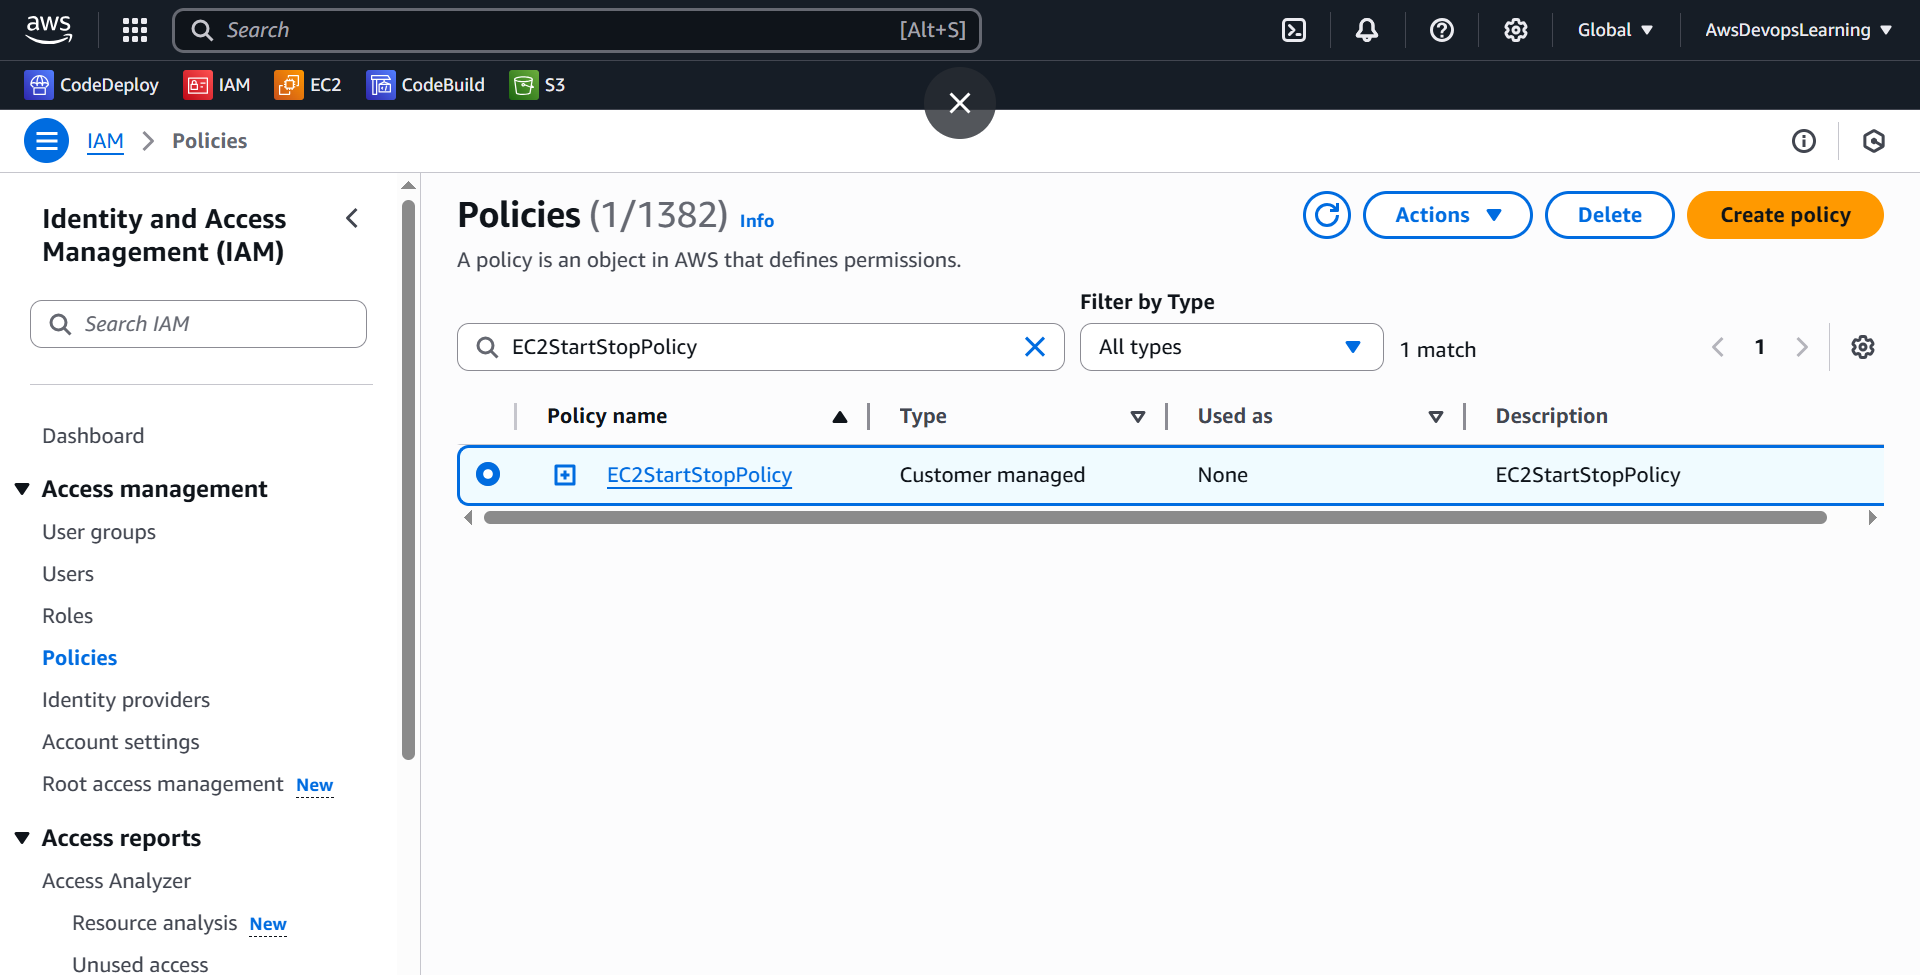 aws
Search [Alt+S]
Global
AwsDevopsLearning
CodeDeploy
IAM
EC2
CodeBuild
S3
IAM
Policies
Identity and Access
Management (IAM)
Search IAM
Dashboard
Access management
User groups
Users
Roles
Policies
Identity providers
Account settings
Root access management New
Access reports
Access Analyzer
Resource analysis New
Unused access
Policies (1/1382) Info
Actions
Delete
Create policy
A policy is an object in AWS that defines permissions.
Filter by Type
EC2StartStopPolicy
All types
1 match
1
Policy name
Type
Used as
Description
EC2StartStopPolicy
Customer managed
None
EC2StartStopPolicy